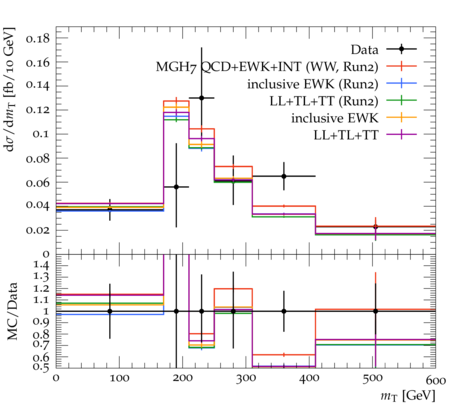 dσ/dm_T [fb/10 GeV]
0.18
0.16
0.14
0.12
0.1
0.08
0.06
0.04
0.02
0
Data
MGH7 QCD+EWK+INT (WW, Run2)
inclusive EWK (Run2)
LL+TL+TT (Run2)
inclusive EWK
LL+TL+TT
MC/Data
1.4
1.3
1.2
1.1
1
0.9
0.8
0.7
0.6
0.5
0 100 200 300 400 500 600
m_T [GeV]